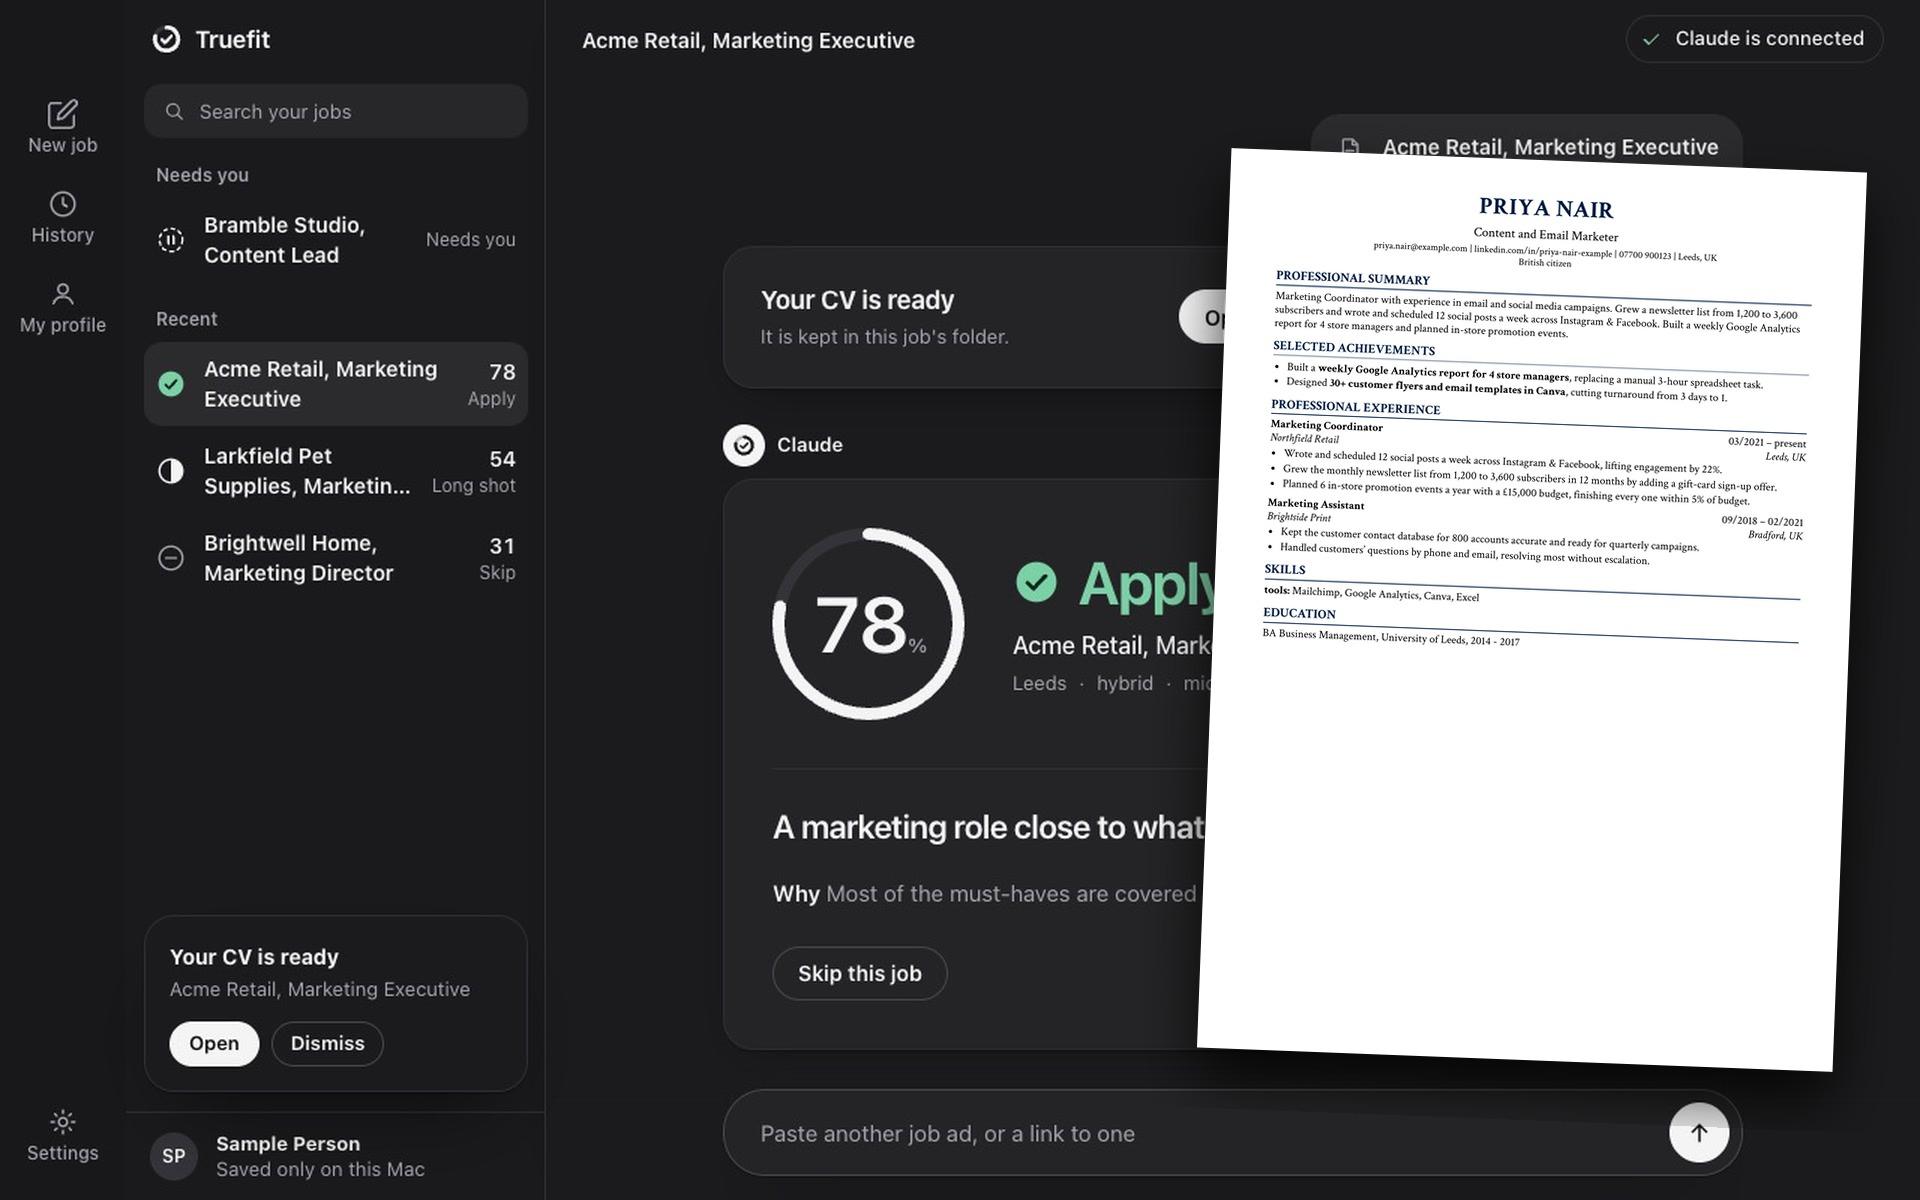 Truefit
Search your jobs
New job
History
My profile
Needs you
Bramble Studio,
Content Lead
Needs you
Recent
Acme Retail, Marketing
Executive
78
Apply
Larkfield Pet
Supplies, Marketin...
54
Long shot
Brightwell Home,
Marketing Director
31
Skip
Your CV is ready
Acme Retail, Marketing Executive
Open
Dismiss
Settings
SP
Sample Person
Saved only on this Mac
Acme Retail, Marketing Executive
Claude is connected
Acme Retail, Marketing Executive
Your CV is ready
It is kept in this job's folder.
Claude
78%
Apply
Acme Retail,
Leeds · hybrid ·
A marketing role close to what
Why Most of the must-haves are covered
Skip this job
Paste another job ad, or a link to one
PRIYA NAIR
Content and Email Marketer
priya.nair@example.com | linkedin.com/in/priya-nair-example | 07700 900123 | Leeds, UK
British citizen
PROFESSIONAL SUMMARY
Marketing Coordinator with experience in email and social media campaigns. Grew a newsletter list from 1,200 to 3,600
subscribers and wrote and scheduled 12 social posts a week across Instagram & Facebook. Built a weekly Google Analytics
report for 4 store managers and planned in-store promotion events.
SELECTED ACHIEVEMENTS
• Built a weekly Google Analytics report for 4 store managers, replacing a manual 3-hour spreadsheet task.
• Designed 30+ customer flyers and email templates in Canva, cutting turnaround from 3 days to 1.
PROFESSIONAL EXPERIENCE
Marketing Coordinator
03/2021 – present
Northfield Retail
Leeds, UK
• Wrote and scheduled 12 social posts a week across Instagram & Facebook, lifting engagement by 22%.
• Grew the monthly newsletter list from 1,200 to 3,600 subscribers in 12 months by adding a gift-card sign-up offer.
• Planned 6 in-store promotion events a year with a £15,000 budget, finishing every one within 5% of budget.
Marketing Assistant
09/2018 – 02/2021
Brightside Print
Bradford, UK
• Kept the customer contact database for 800 accounts accurate and ready for quarterly campaigns.
• Handled customers' questions by phone and email, resolving most without escalation.
SKILLS
tools: Mailchimp, Google Analytics, Canva, Excel
EDUCATION
BA Business Management, University of Leeds, 2014 - 2017